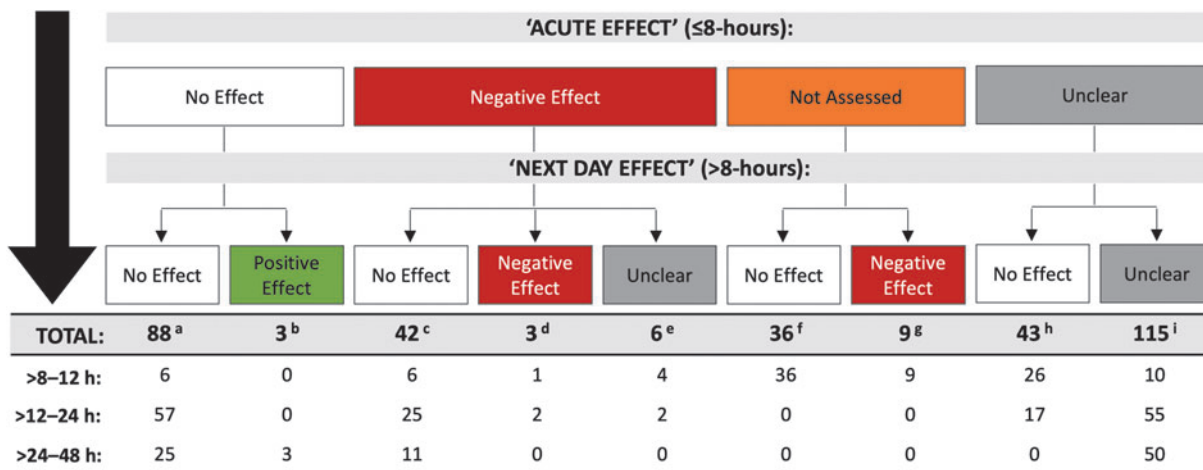 ‘ACUTE EFFECT’ (≤8-hours):
No Effect
Negative Effect
Not Assessed
Unclear
‘NEXT DAY EFFECT’ (>8-hours):
No Effect
Positive
Effect
No Effect
Negative
Effect
Unclear
No Effect
Negative
Effect
No Effect
Unclear
TOTAL: 88 a 3 b 42 c 3 d 6 e 36 f 9 g 43 h 115 i
>8–12 h: 6 0 6 1 4 36 9 26 10
>12–24 h: 57 0 25 2 2 0 0 17 55
>24–48 h: 25 3 11 0 0 0 0 0 50